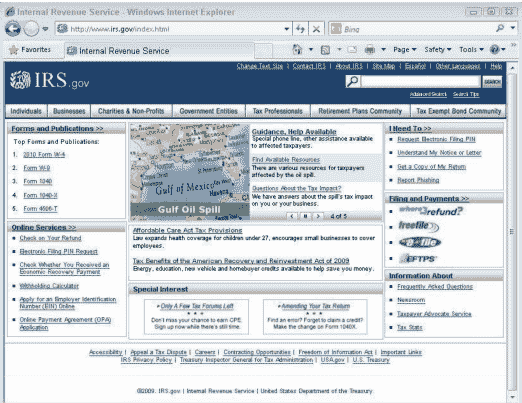 Internal Revenue Service - Windows Internet Explorer
http://www.irs.gov/index.html
Bing
Favorites
Internal Revenue Service
Page
Safety
Tools
Change Text Size | Contact IRS | About IRS | Site Map | Español | Other Languages | Help
IRS.gov
SEARCH
Advanced Search Search Tips
Individuals
Businesses
Charities & Non-Profits
Government Entities
Tax Professionals
Retirement Plans Community
Tax Exempt Bond Community
Forms and Publications >>
Top Forms and Publications:
1. 2010 Form W-4
2. Form W-9
3. Form 1040
4. Form 1040-X
5. Form 4506-T
Online Services >>
Check on Your Refund
Electronic Filing PIN Request
Check Whether You Received an
Economic Recovery Payment
Withholding Calculator
Apply for an Employer Identification
Number (EIN) Online
Online Payment Agreement (OPA)
Application
Gulf of Mexico
Gulf Oil Spill
Guidance, Help Available
Special phone line, other assistance available
to affected taxpayers.
Find Available Resources
There are various resources for taxpayers
affected by the oil spill.
Questions About the Tax Impact?
We have answers about the spill's tax impact
on you or your business.
4 of 5
Affordable Care Act Tax Provisions
Law expands health coverage for children under 27, encourages small businesses to cover
employees.
Tax Benefits of the American Recovery and Reinvestment Act of 2009
Energy, education, new vehicle and homebuyer credits available to help save you money.
Special Interest
Only A Few Tax Forums Left
* * *
Don't miss your chance to earn CPE.
Sign up now while there's still time.
Amending Your Tax Return
* * *
Find an error? Forget to claim a credit?
Make the change on Form 1040X.
I Need To >>
Request Electronic Filing PIN
Understand My Notice or Letter
Get a Copy of My Return
Report Phishing
Filing and Payments >>
where's my refund?
freefile
e file
EFTPS
Information About
Frequently Asked Questions
Newsroom
Taxpayer Advocate Service
Tax Stats
Accessibility | Appeal a Tax Dispute | Careers | Contracting Opportunities | Freedom of Information Act | Important Links
IRS Privacy Policy | Treasury Inspector General for Tax Administration | USA.gov | U.S. Treasury
©2009. IRS.gov | Internal Revenue Service | United States Department of the Treasury